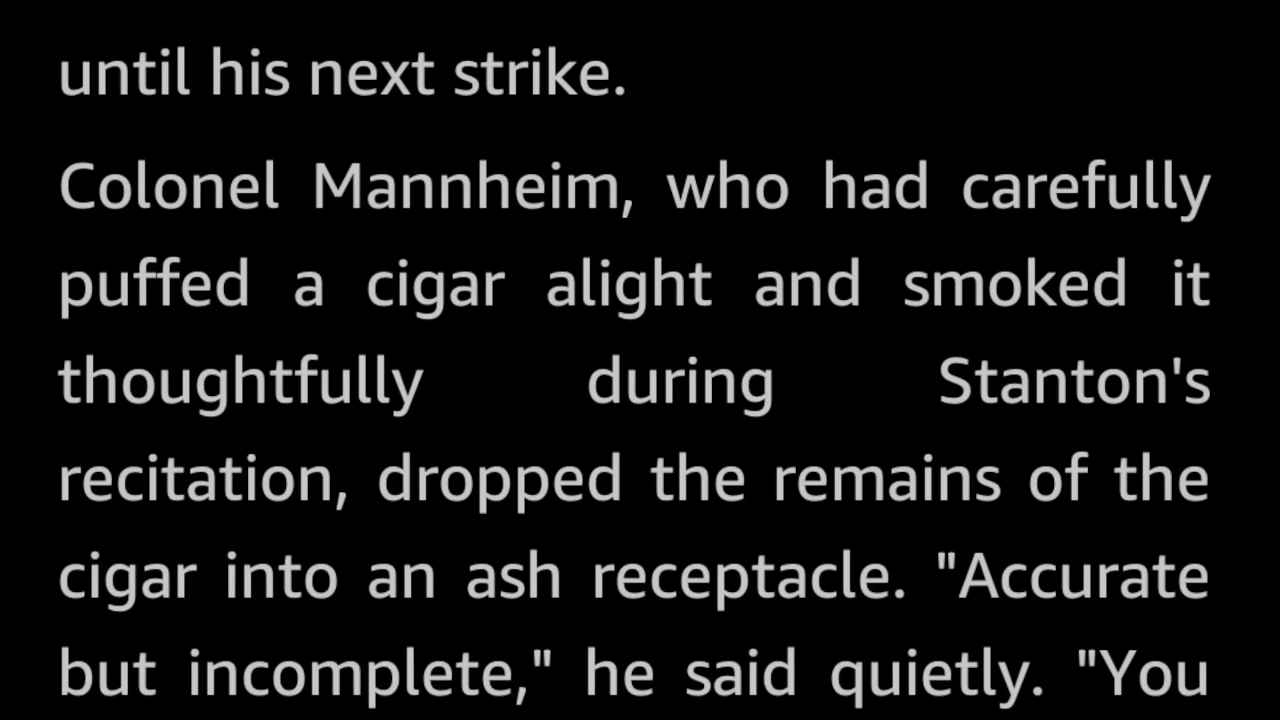 until his next strike.
Colonel Mannheim, who had carefully
puffed a cigar alight and smoked it
thoughtfully during Stanton's
recitation, dropped the remains of the
cigar into an ash receptacle. "Accurate
but incomplete," he said quietly. "You